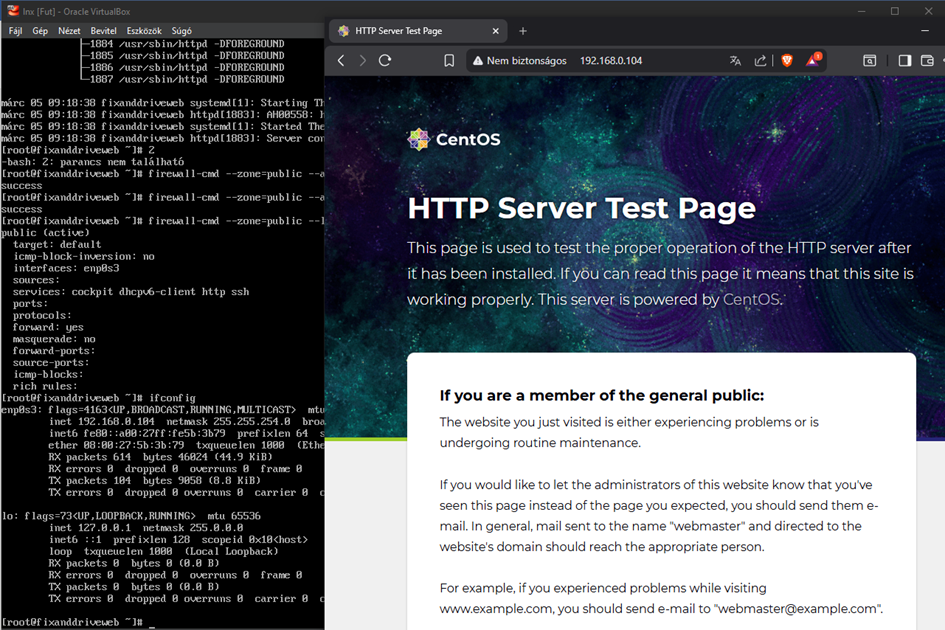 lnx [Fut] - Oracle VirtualBox
Fájl Gép Nézet Bevitel Eszközök Súgó
├─1884 /usr/sbin/httpd -DFOREGROUND
├─1885 /usr/sbin/httpd -DFOREGROUND
├─1886 /usr/sbin/httpd -DFOREGROUND
└─1887 /usr/sbin/httpd -DFOREGROUND
márc 05 09:18:38 fixanddriveweb systemd[1]: Starting Th
márc 05 09:18:38 fixanddriveweb httpd[1883]: AH00558: h
márc 05 09:18:38 fixanddriveweb systemd[1]: Started The
márc 05 09:18:38 fixanddriveweb httpd[1883]: Server con
[root@fixanddriveweb ~]# 2
-bash: 2: parancs nem található
[root@fixanddriveweb ~]# firewall-cmd --zone=public --a
success
[root@fixanddriveweb ~]# firewall-cmd --zone=public --
success
[root@fixanddriveweb ~]# firewall-cmd --zone=public --l
public (active)
target: default
icmp-block-inversion: no
interfaces: enp0s3
sources:
services: cockpit dhcpv6-client http ssh
ports:
protocols:
forward: yes
masquerade: no
forward-ports:
source-ports:
icmp-blocks:
rich rules:
[root@fixanddriveweb ~]# ifconfig
enp0s3: flags=4163<UP,BROADCAST,RUNNING,MULTICAST> mtu
inet 192.168.0.104 netmask 255.255.254.0 broa
inet6 fe80::a00:27ff:fe5b:3b79 prefixlen 64 s
ether 08:00:27:5b:3b:79 txqueuelen 1000 (Ethe
RX packets 614 bytes 46024 (44.9 KiB)
RX errors 0 dropped 0 overruns 0 frame 0
TX packets 104 bytes 9058 (8.8 KiB)
TX errors 0 dropped 0 overruns 0 carrier 0 c
lo: flags=73<UP,LOOPBACK,RUNNING> mtu 65536
inet 127.0.0.1 netmask 255.0.0.0
inet6 ::1 prefixlen 128 scopeid 0x10<host>
loop txqueuelen 1000 (Local Loopback)
RX packets 0 bytes 0 (0.0 B)
RX errors 0 dropped 0 overruns 0 frame 0
TX packets 0 bytes 0 (0.0 B)
TX errors 0 dropped 0 overruns 0 carrier 0 c
[root@fixanddriveweb ~]# _
HTTP Server Test Page
Nem biztonságos 192.168.0.104
1
CentOS
HTTP Server Test Page
This page is used to test the proper operation of the HTTP server after
it has been installed. If you can read this page it means that this site is
working properly. This server is powered by CentOS.
If you are a member of the general public:
The website you just visited is either experiencing problems or is
undergoing routine maintenance.
If you would like to let the administrators of this website know that you've
seen this page instead of the page you expected, you should send them e-
mail. In general, mail sent to the name "webmaster" and directed to the
website's domain should reach the appropriate person.
For example, if you experienced problems while visiting
www.example.com, you should send e-mail to "webmaster@example.com".